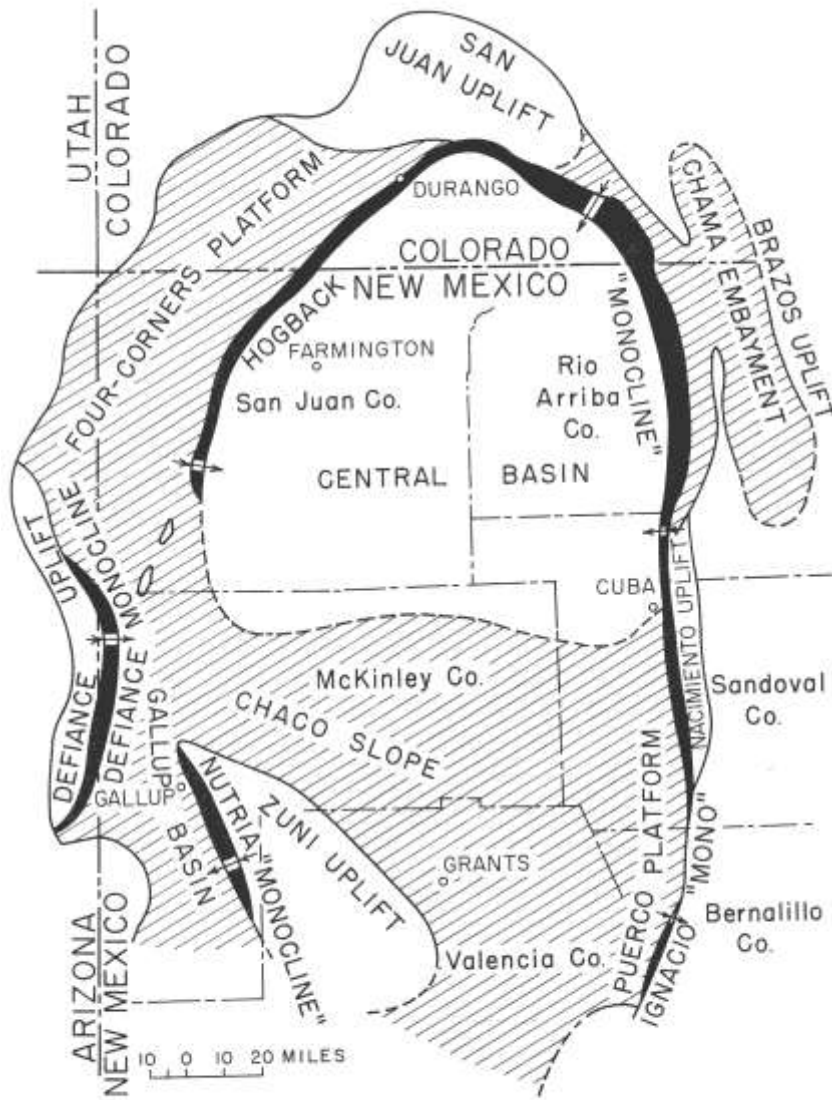 SAN
JUAN UPLIFT
UTAH
COLORADO
DURANGO
CHAMA EMBAYMENT
BRAZOS UPLIFT
FOUR-CORNERS PLATFORM
COLORADO
NEW MEXICO
HOGBACK
"MONOCLINE"
FARMINGTON
San Juan Co.
Rio
Arriba
Co.
CENTRAL BASIN
DEFIANCE UPLIFT
DEFIANCE MONOCLINE
CUBA
NACIMIENTO UPLIFT
McKinley Co.
Sandoval
Co.
CHACO SLOPE
GALLUP BASIN
GALLUP
NUTRIA "MONOCLINE"
ZUNI UPLIFT
GRANTS
PUERCO PLATFORM
IGNACIO "MONO"
Bernalillo
Co.
Valencia Co.
ARIZONA
NEW MEXICO
10 0 10 20 MILES